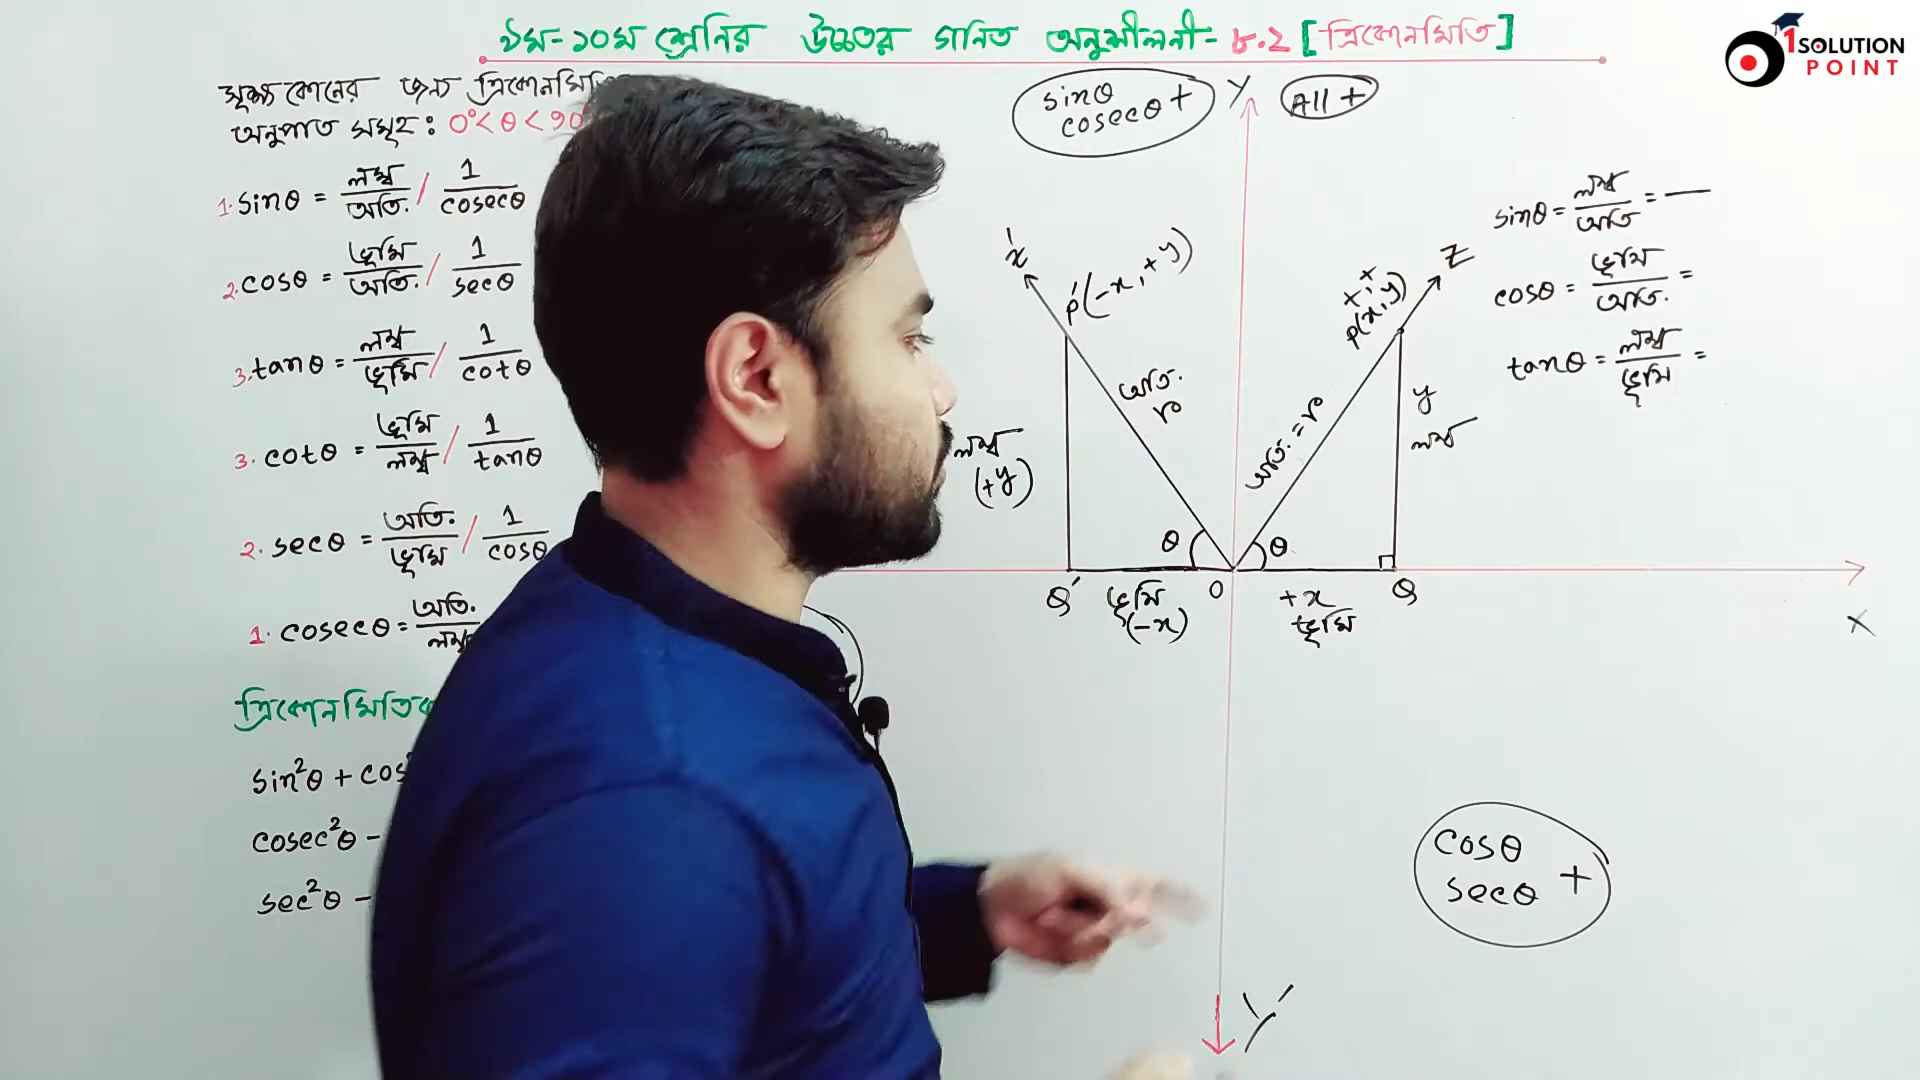 ৯ম-১০ম শ্রেনির উচ্চতর গনিত অনুশীলনী- ৮.২ [ত্রিকোনমিতি]
1 SOLUTION
POINT
সূক্ষ্ম কোনের জন্য
অনুপাত সমূহ: 0°<θ<90
1. sinθ = লম্ব/অতি. / 1/cosecθ
2. cosθ = ভূমি/অতি. / 1/secθ
3. tanθ = লম্ব/ভূমি / 1/cotθ
3. cotθ = ভূমি/লম্ব / 1/tanθ
2. secθ = অতি./ভূমি / 1/cosθ
1. cosecθ = অতি./লম্ব
sin²θ + cos
cosec²θ -
sec²θ -
sinθ
cosecθ +
Y
All +
x'
P'(-x, +y)
অতি.
r
লম্ব
(+y)
θ
Q'
ভূমি
(-x)
O
Z
+, +
P(x,y)
অতি. = r
y
লম্ব
θ
+x
ভূমি
Q
X
sinθ = লম্ব/অতি =
cosθ = ভূমি/অতি. =
tanθ = লম্ব/ভূমি =
cosθ
secθ +
Y'